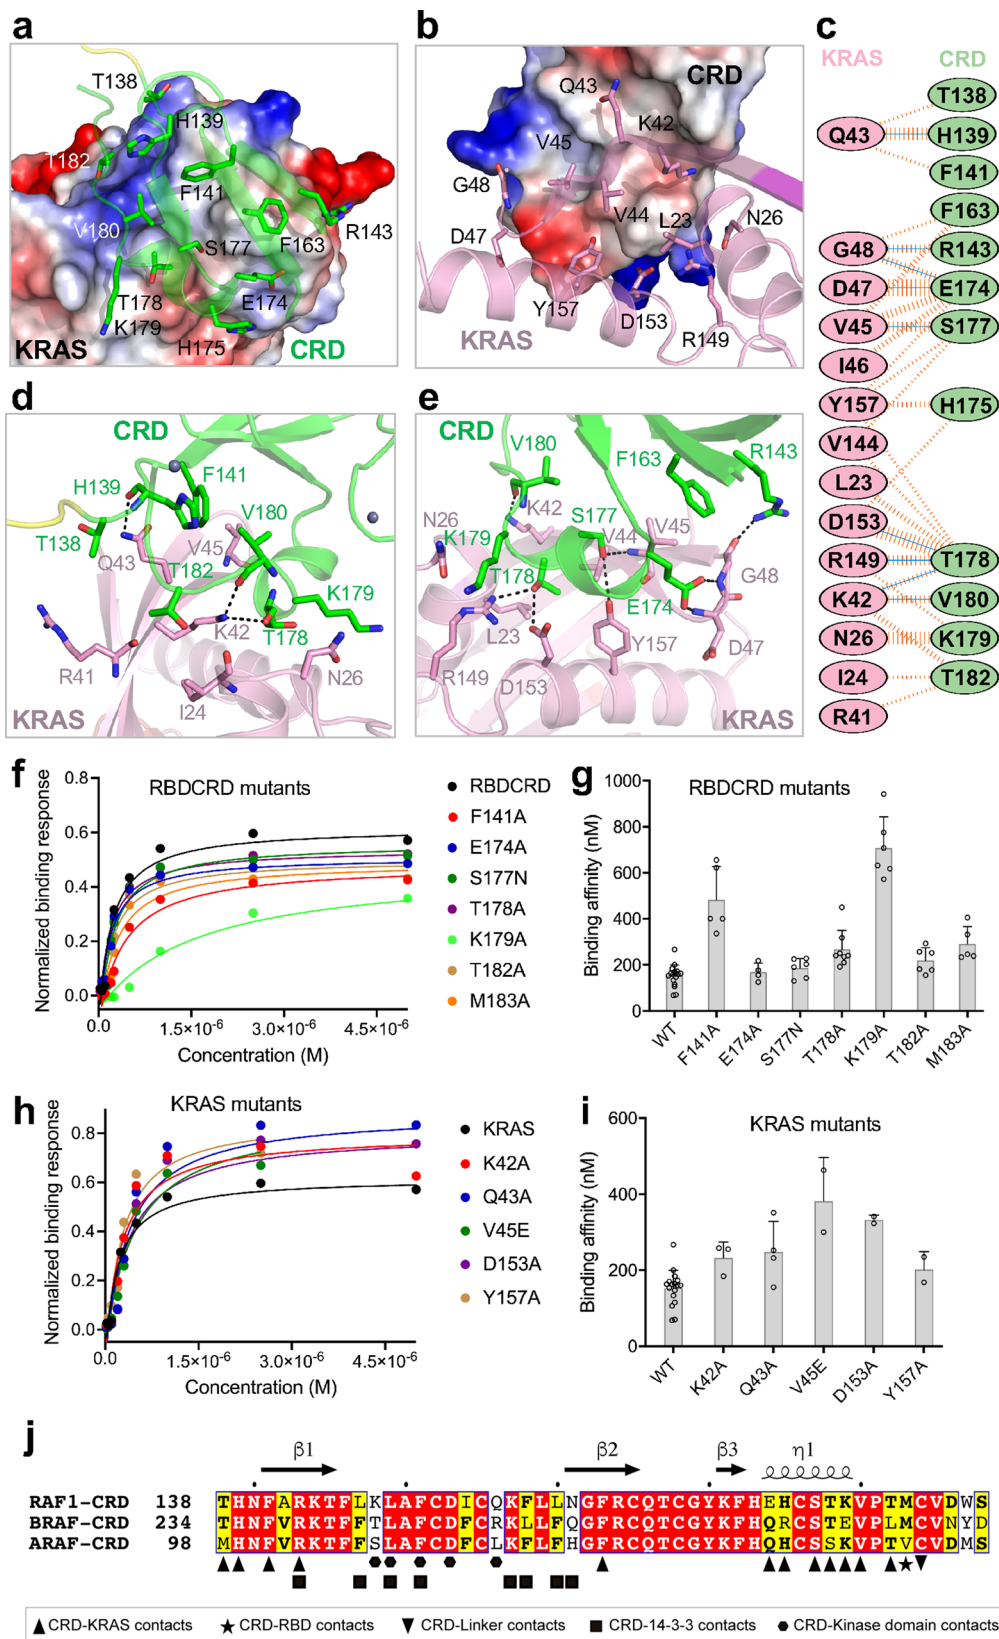 a
T138
H139
T182
F141
V180
R143
S177
F163
T178
E174
K179
H175
KRAS
CRD
b
CRD
Q43
K42
V45
G48
V44
L23
N26
D47
Y157
D153
R149
KRAS
c
KRAS CRD
T138
Q43 H139
F141
F163
G48 R143
D47 E174
V45 S177
I46
Y157 H175
V144
L23
D153
R149 T178
K42 V180
N26 K179
I24 T182
R41
d
CRD
H139
F141
V180
T138
Q43
V45
T182
K179
K42
T178
R41
N26
I24
KRAS
e
CRD
V180
F163
R143
N26
K42
S177
V45
K179
V44
T178
G48
E174
L23
Y157
D47
R149
D153
KRAS
f
RBDCRD mutants
Normalized binding response
0.8
0.6
0.4
0.2
0.0
0.0
1.5×10-6
3.0×10-6
4.5×10-6
Concentration (M)
RBDCRD
F141A
E174A
S177N
T178A
K179A
T182A
M183A
g
RBDCRD mutants
Binding affinity (nM)
1000
800
600
400
200
0
WT
F141A
E174A
S177N
T178A
K179A
T182A
M183A
h
KRAS mutants
Normalized binding response
0.8
0.6
0.4
0.2
0.0
0.0
1.5×10-6
3.0×10-6
4.5×10-6
Concentration (M)
KRAS
K42A
Q43A
V45E
D153A
Y157A
i
KRAS mutants
Binding affinity (nM)
600
400
200
0
WT
K42A
Q43A
V45E
D153A
Y157A
j
β1 β2 β3 η1
RAF1-CRD 138 THNFARKTFLKLAFCDICQKFLLNGFRCQTCGYKFHEHCSTKVPTMCVDWS
BRAF-CRD 234 THNFVRKTFFTLAFCDFCRKLLFQGFRCQTCGYKFHQRCSTEVPLMCVNYD
ARAF-CRD 98 MHNFVRKTFFSLAFCDFCLKFLFHGFRCQTCGYKFHQHCSSKVPTVCVDMS
CRD-KRAS contacts CRD-RBD contacts CRD-Linker contacts CRD-14-3-3 contacts CRD-Kinase domain contacts